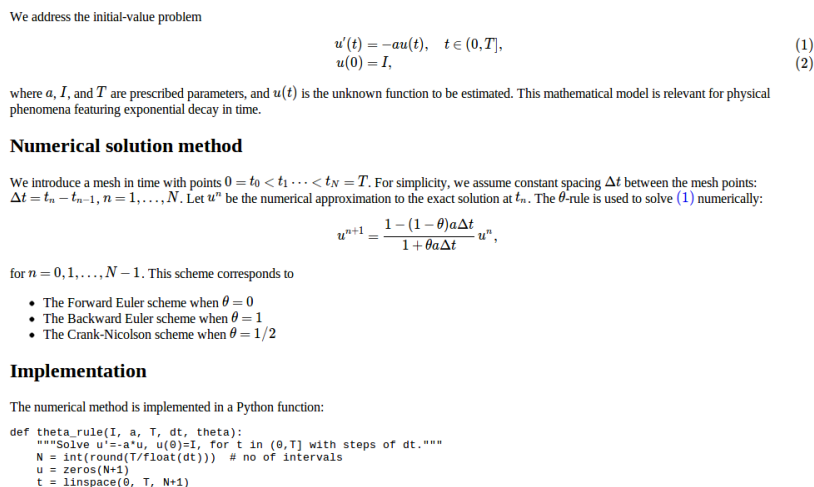 We address the initial-value problem
u′(t) = −au(t), t ∈ (0, T], (1)
u(0) = I, (2)
where a, I, and T are prescribed parameters, and u(t) is the unknown function to be estimated. This mathematical model is relevant for physical
phenomena featuring exponential decay in time.
Numerical solution method
We introduce a mesh in time with points 0 = t₀ < t₁ ⋯ < t_N = T. For simplicity, we assume constant spacing Δt between the mesh points:
Δt = tₙ − tₙ₋₁, n = 1, …, N. Let uⁿ be the numerical approximation to the exact solution at tₙ. The θ-rule is used to solve (1) numerically:
uⁿ⁺¹ = (1 − (1 − θ)aΔt) / (1 + θaΔt) uⁿ,
for n = 0, 1, …, N − 1. This scheme corresponds to
• The Forward Euler scheme when θ = 0
• The Backward Euler scheme when θ = 1
• The Crank-Nicolson scheme when θ = 1/2
Implementation
The numerical method is implemented in a Python function:
def theta_rule(I, a, T, dt, theta):
    """Solve u'=-a*u, u(0)=I, for t in (0,T] with steps of dt."""
    N = int(round(T/float(dt)))  # no of intervals
    u = zeros(N+1)
    t = linspace(0, T, N+1)